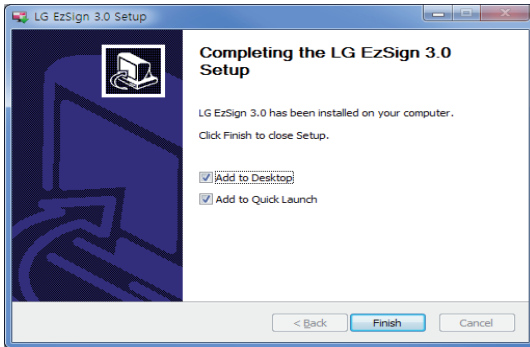 LG EzSign 3.0 Setup
Completing the LG EzSign 3.0
Setup
LG EzSign 3.0 has been installed on your computer.
Click Finish to close Setup.
Add to Desktop
Add to Quick Launch
< Back
Finish
Cancel